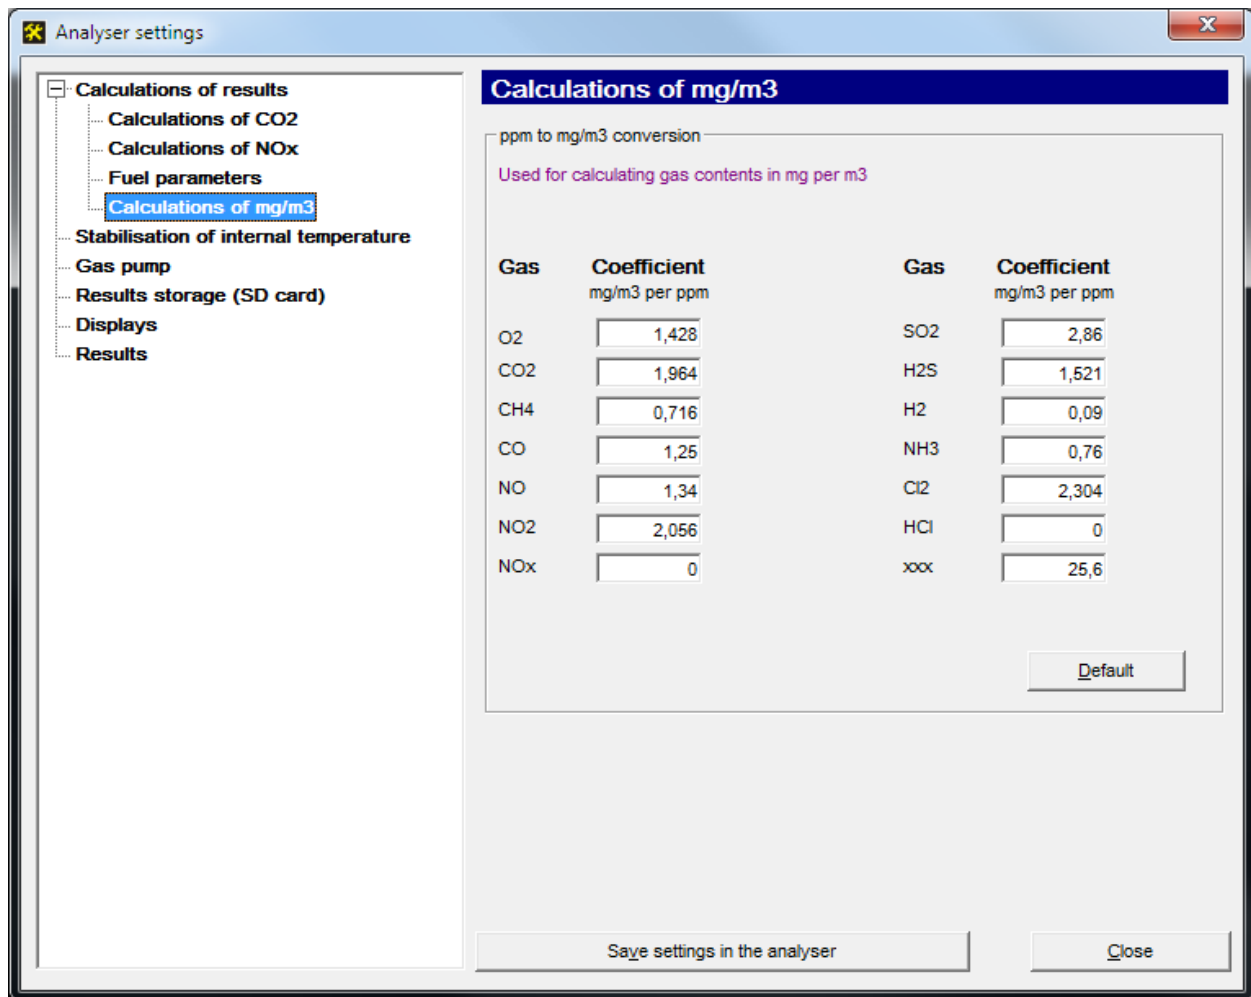 Analyser settings
Calculations of results
Calculations of CO2
Calculations of NOx
Fuel parameters
Calculations of mg/m3
Stabilisation of internal temperature
Gas pump
Results storage (SD card)
Displays
Results
Calculations of mg/m3
ppm to mg/m3 conversion
Used for calculating gas contents in mg per m3
Gas Coefficient Gas Coefficient
mg/m3 per ppm mg/m3 per ppm
O2 1,428 SO2 2,86
CO2 1,964 H2S 1,521
CH4 0,716 H2 0,09
CO 1,25 NH3 0,76
NO 1,34 Cl2 2,304
NO2 2,056 HCl 0
NOx 0 xxx 25,6
Default
Save settings in the analyser Close